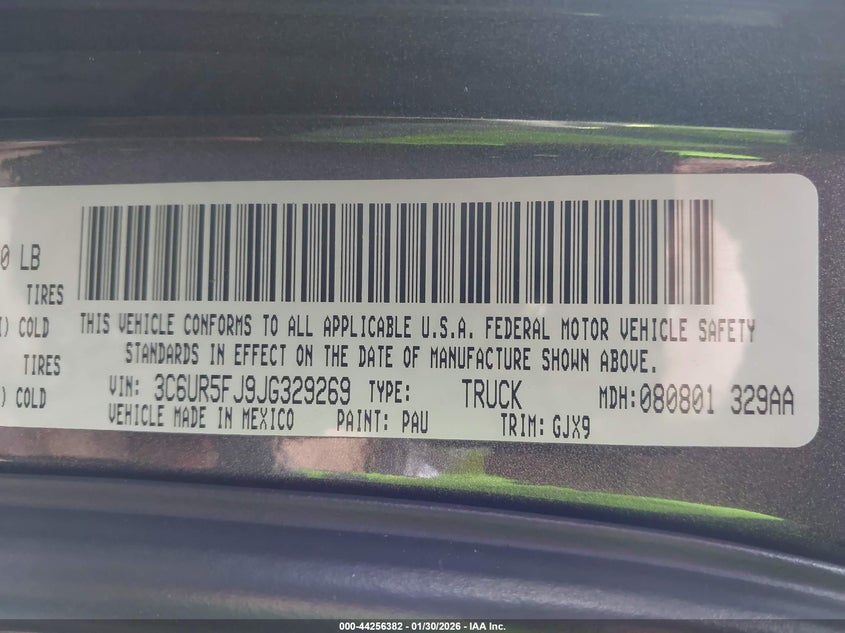 0 LB
TIRES
) COLD
TIRES
) COLD
THIS VEHICLE CONFORMS TO ALL APPLICABLE U.S.A. FEDERAL MOTOR VEHICLE SAFETY
STANDARDS IN EFFECT ON THE DATE OF MANUFACTURE SHOWN ABOVE.
VIN: 3C6UR5FJ9JG329269 TYPE: TRUCK MDH: 080801 329AA
VEHICLE MADE IN MEXICO PAINT: PAU TRIM: GJX9
000-44256382 - 01/30/2026 - IAA Inc.